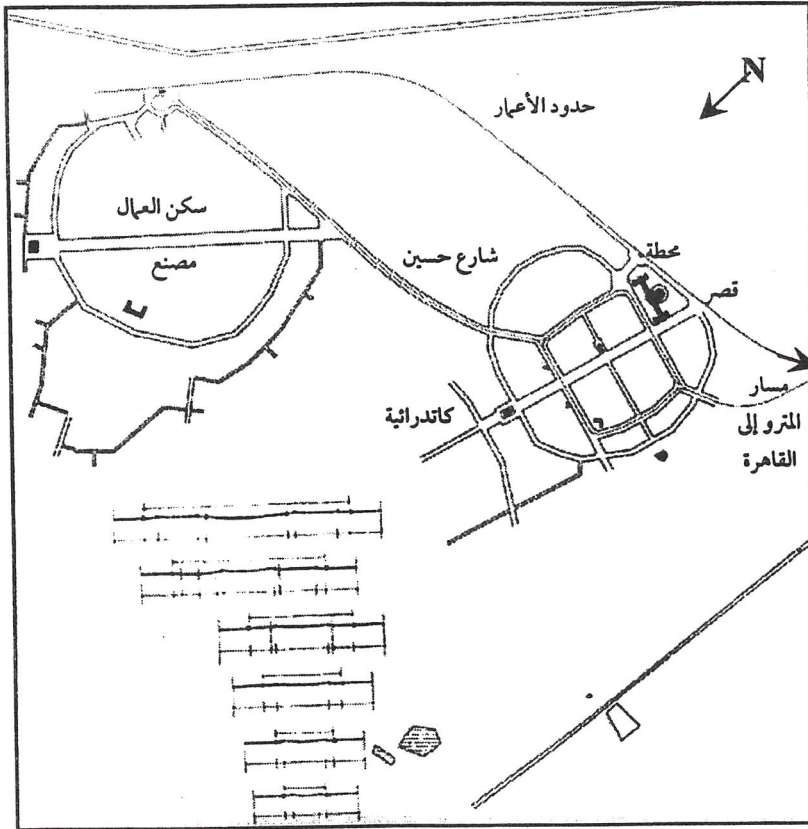 N
حدود الأعمار
سكن العمال
مصنع
شارع حسين
محطة
قصر
كاتدرائية
مسار
المترو إلى
القاهرة